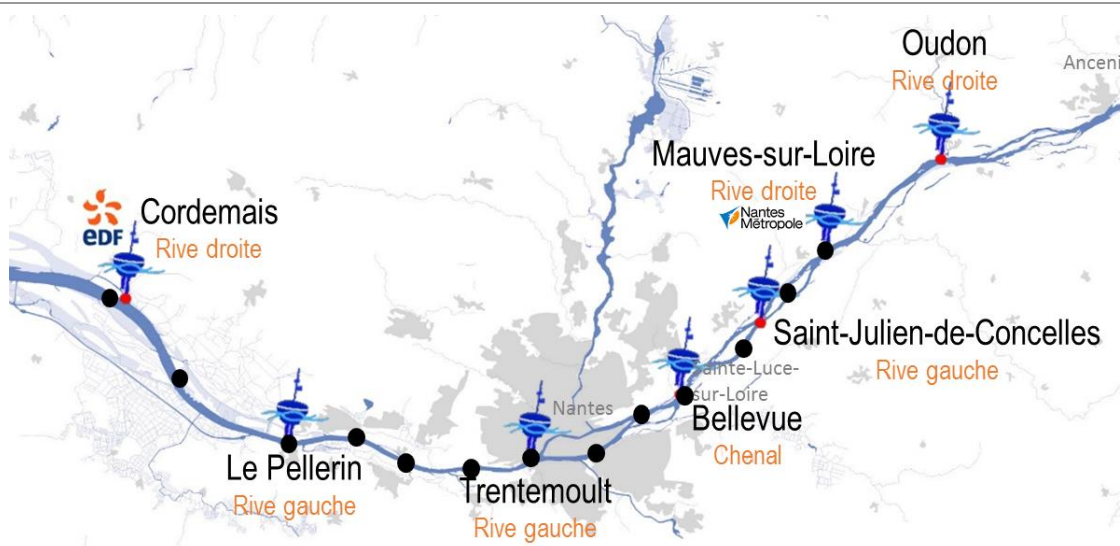 Oudon
Rive droite
Anceni
Mauves-sur-Loire
Rive droite
Nantes
Métropole
Cordemais
eDF
Rive droite
Saint-Julien-de-Concelles
Rive gauche
Sainte-Luce-
sur-Loire
Nantes
Bellevue
Chenal
Le Pellerin
Rive gauche
Trentemoult
Rive gauche